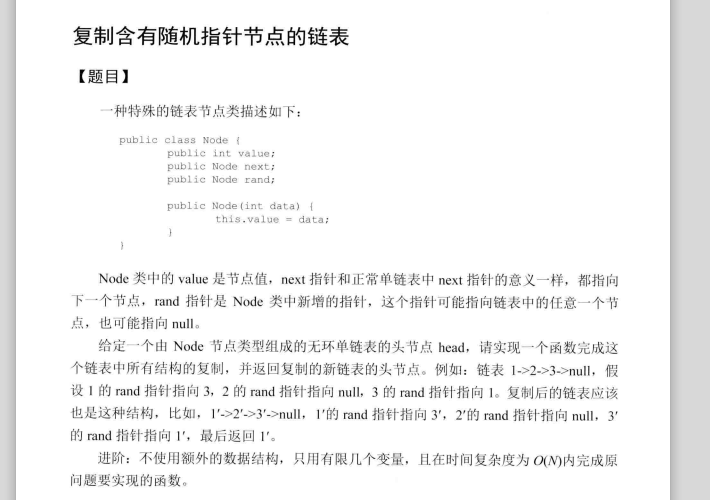 复制含有随机指针节点的链表
【题目】
一种特殊的链表节点类描述如下：
public class Node {
public int value;
public Node next;
public Node rand;
public Node(int data) {
this.value = data;
}
}
Node 类中的 value 是节点值，next 指针和正常单链表中 next 指针的意义一样，都指向
下一个节点，rand 指针是 Node 类中新增的指针，这个指针可能指向链表中的任意一个节
点，也可能指向 null。
给定一个由 Node 节点类型组成的无环单链表的头节点 head，请实现一个函数完成这
个链表中所有结构的复制，并返回复制的新链表的头节点。例如：链表 1->2->3->null，假
设 1 的 rand 指针指向 3，2 的 rand 指针指向 null，3 的 rand 指针指向 1。复制后的链表应该
也是这种结构，比如，1′->2′->3′->null，1′的 rand 指针指向 3′，2′的 rand 指针指向 null，3′
的 rand 指针指向 1′，最后返回 1′。
进阶：不使用额外的数据结构，只用有限几个变量，且在时间复杂度为 O(N)内完成原
问题要实现的函数。